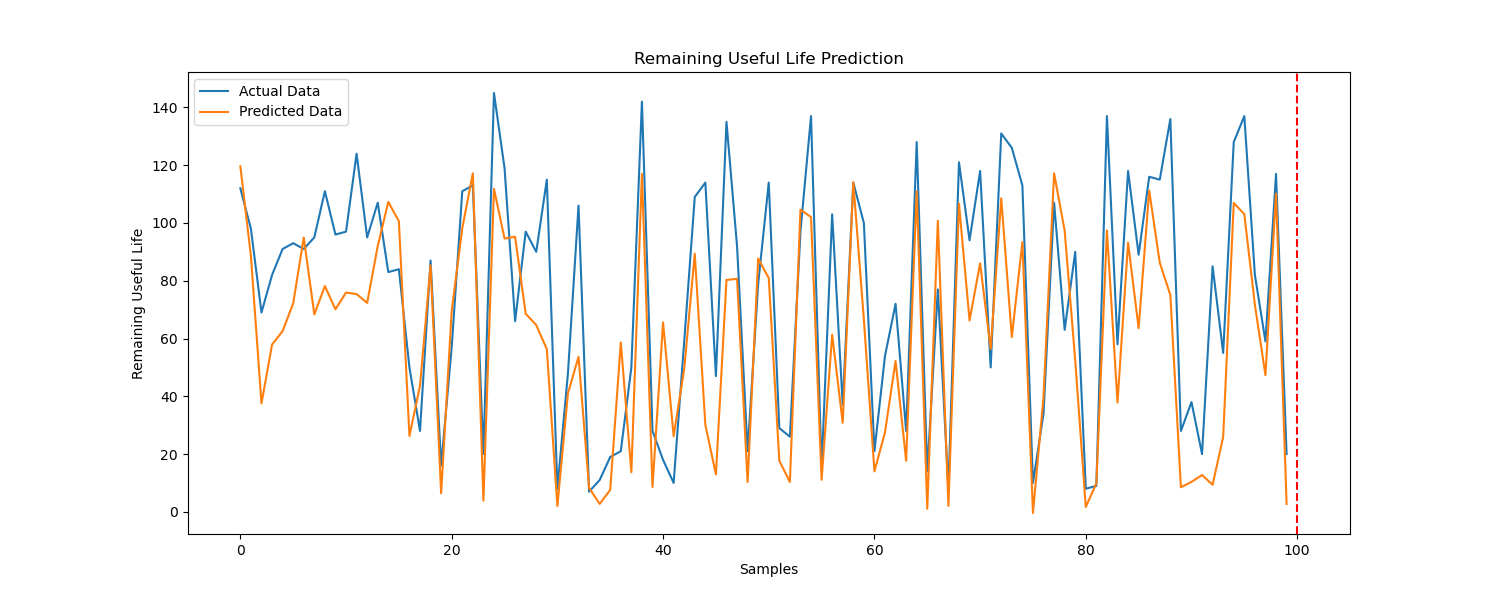 Remaining Useful Life Prediction
Actual Data
Predicted Data
Remaining Useful Life
140
120
100
80
60
40
20
0
0 20 40 60 80 100
Samples